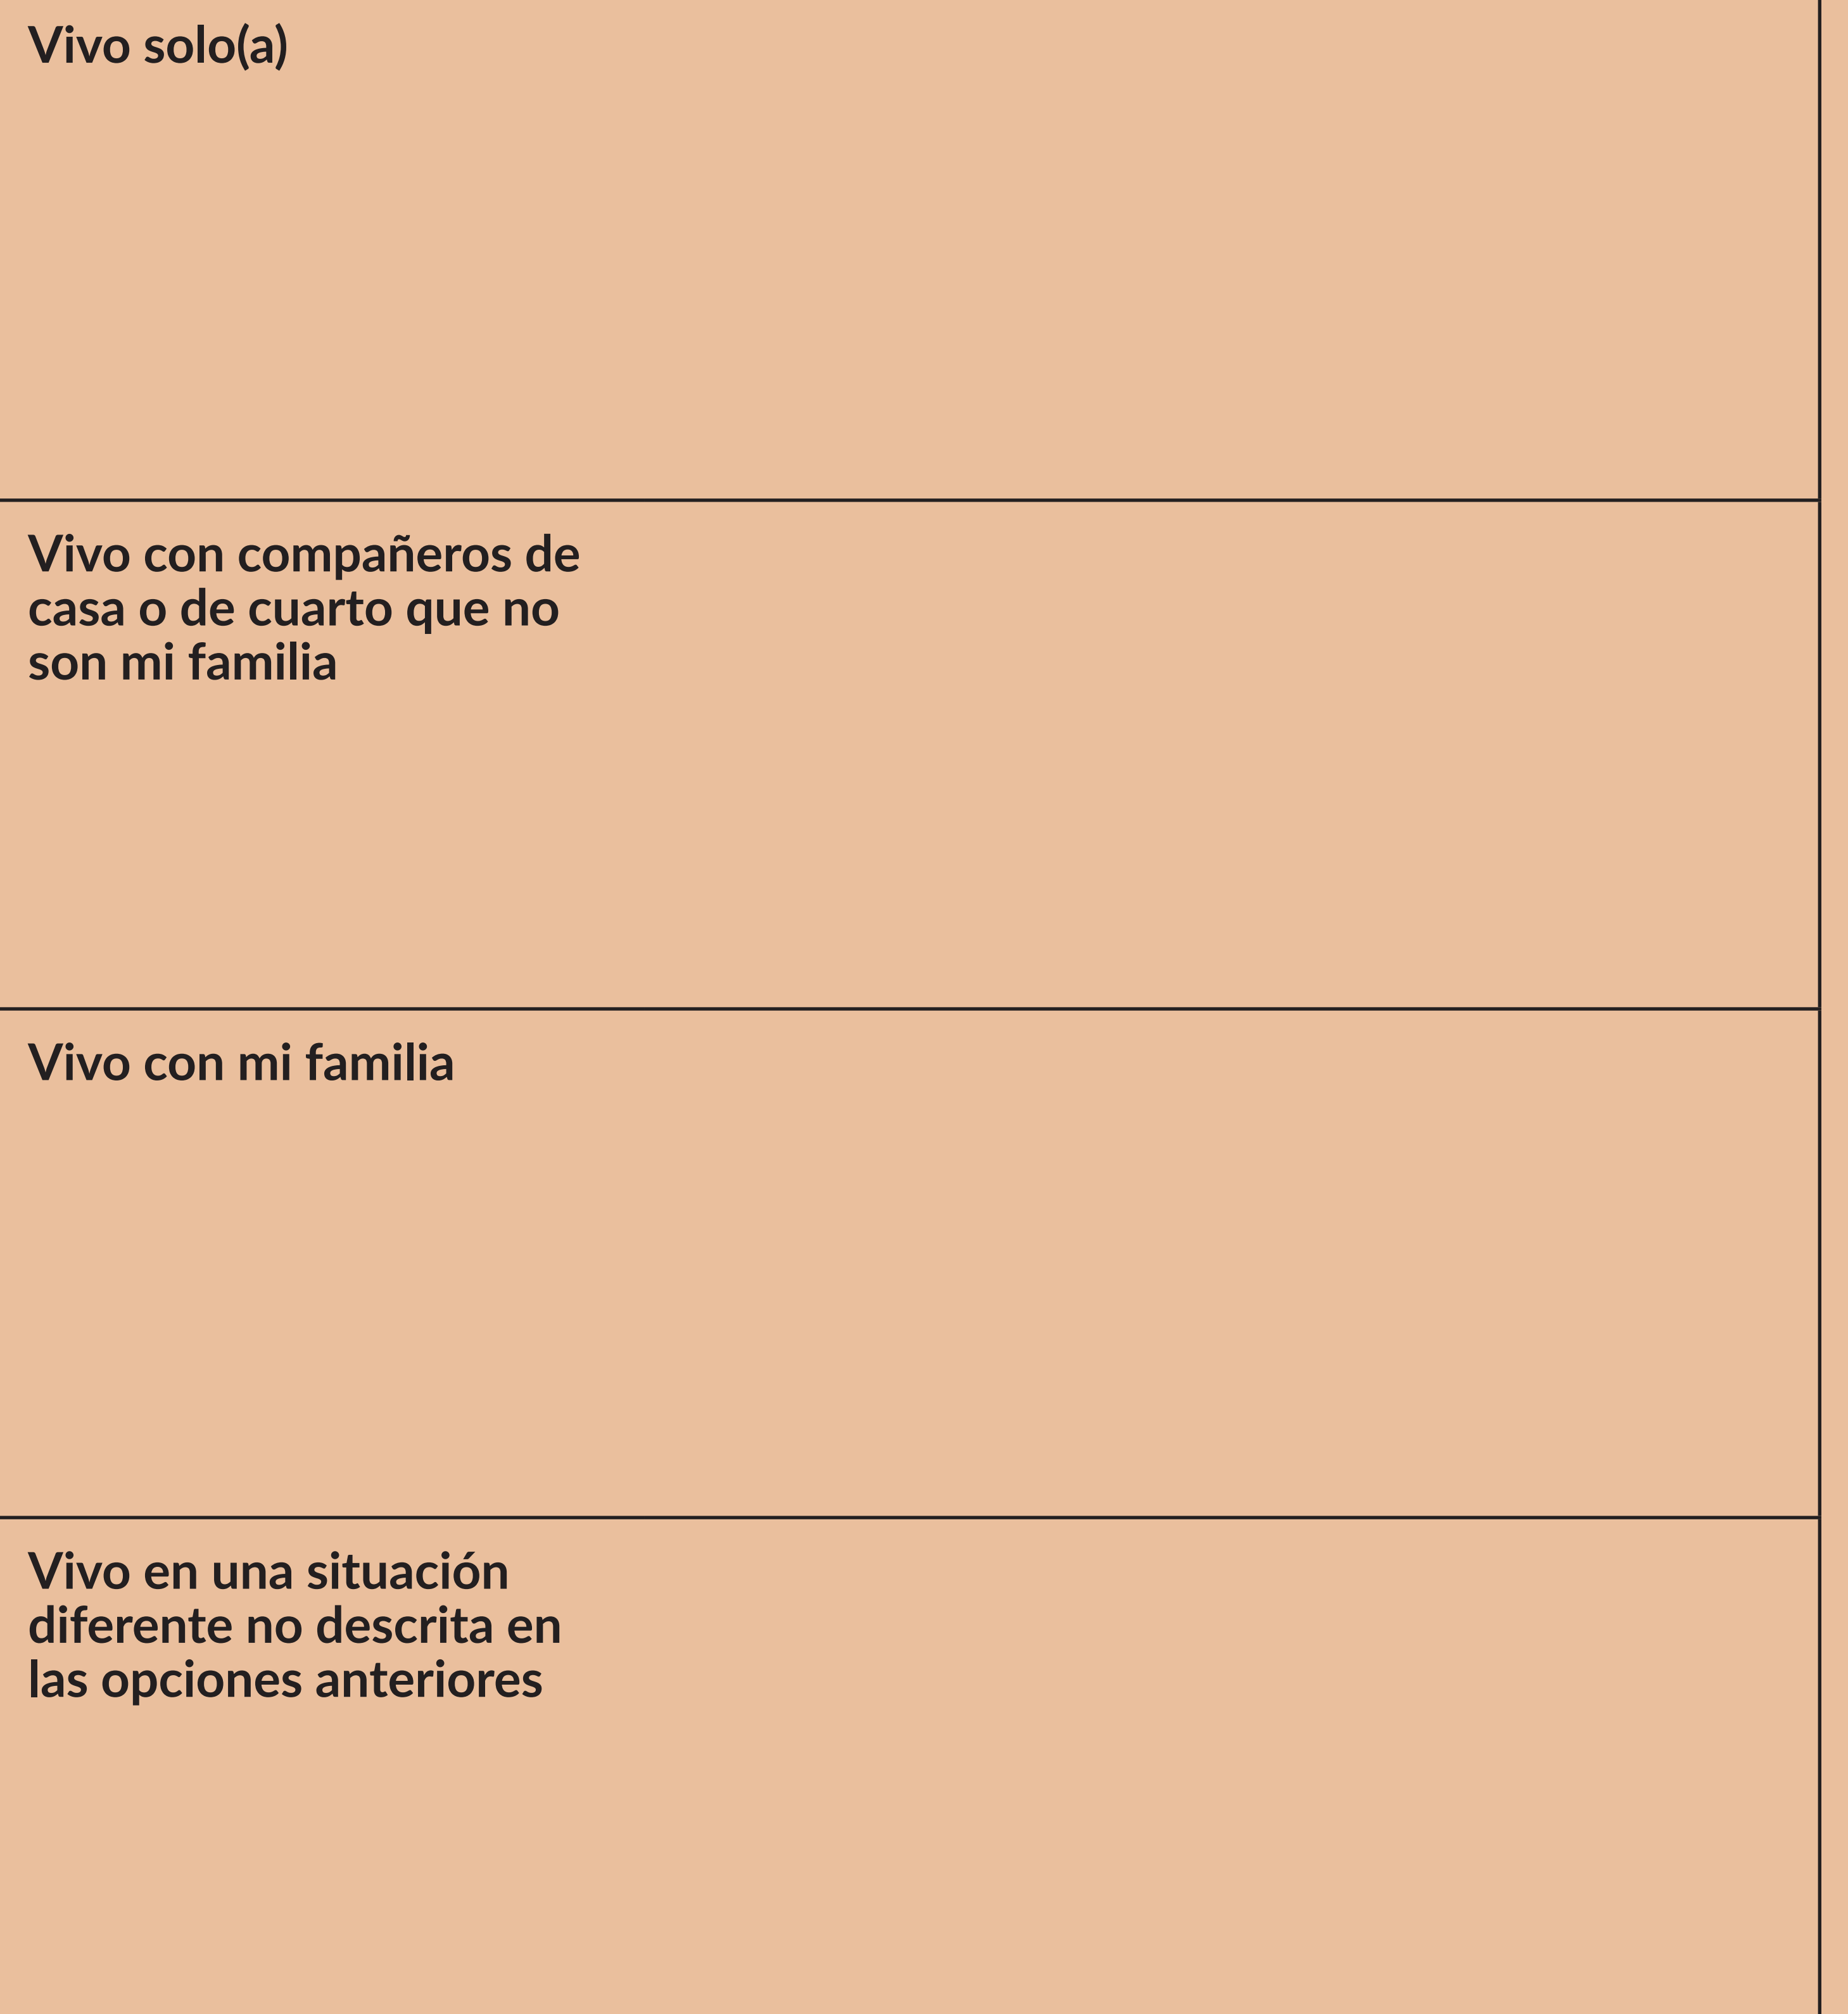 Vivo solo(a)
Vivo con compañeros de
casa o de cuarto que no
son mi familia
Vivo con mi familia
Vivo en una situación
diferente no descrita en
las opciones anteriores